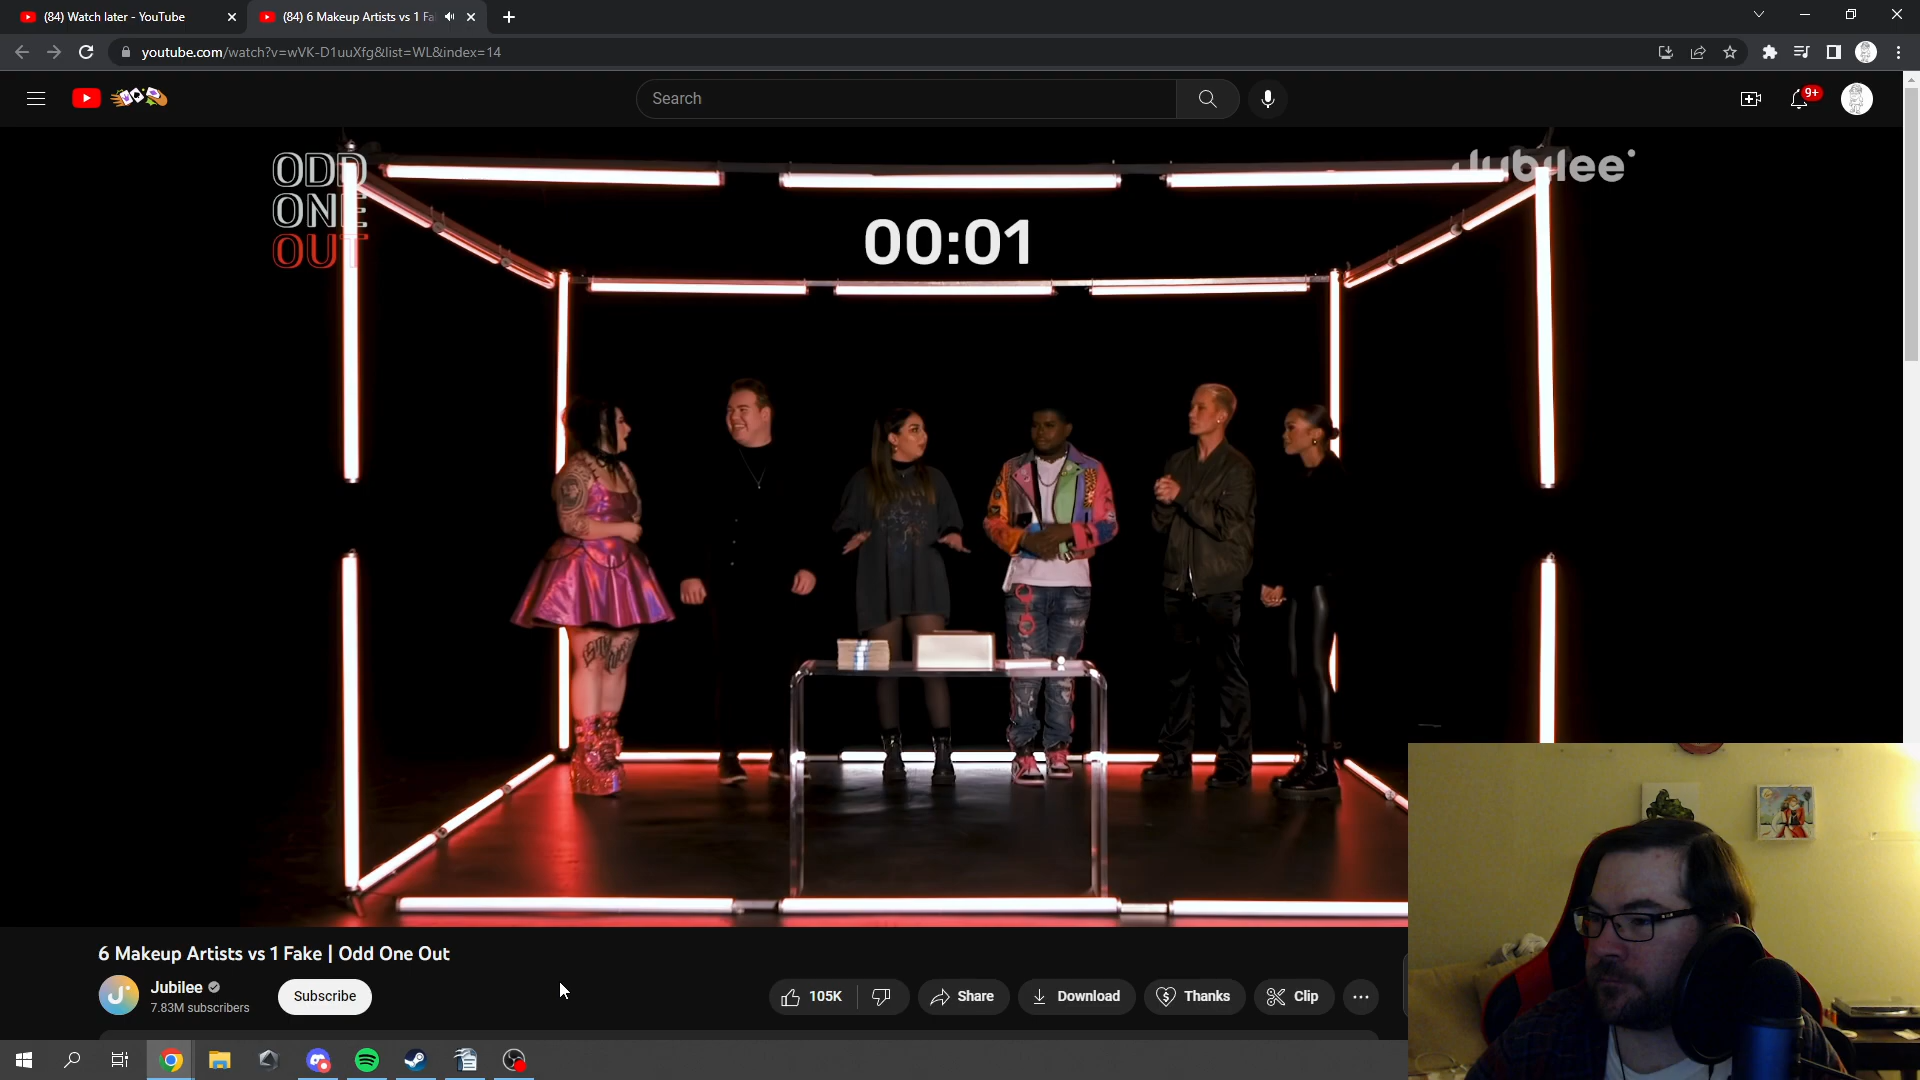 (84) Watch later - YouTube
(84) 6 Makeup Artists vs 1 Fa
youtube.com/watch?v=wVK-D1uuXfg&list=WL&index=14
Search
9+
ODD
ONE
OUT
Jubilee
00:01
6 Makeup Artists vs 1 Fake | Odd One Out
Jubilee
7.83M subscribers
Subscribe
105K
Share
Download
Thanks
Clip